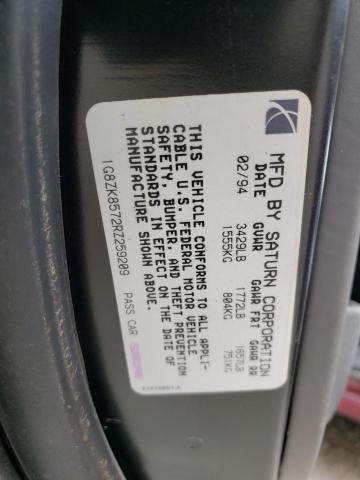 MFD BY SATURN CORPORATION
DATE GVWR GAWR FRT GAWR RR
02/94 3429LB 1772LB 1657LB
1555KG 804KG 751KG
THIS VEHICLE CONFORMS TO ALL APPLI-
CABLE U.S. FEDERAL MOTOR VEHICLE
SAFETY, BUMPER, AND THEFT PREVENTION
STANDARDS IN EFFECT ON THE DATE OF
MANUFACTURE SHOWN ABOVE.
1G8ZK8572RZ259209 PASS CAR